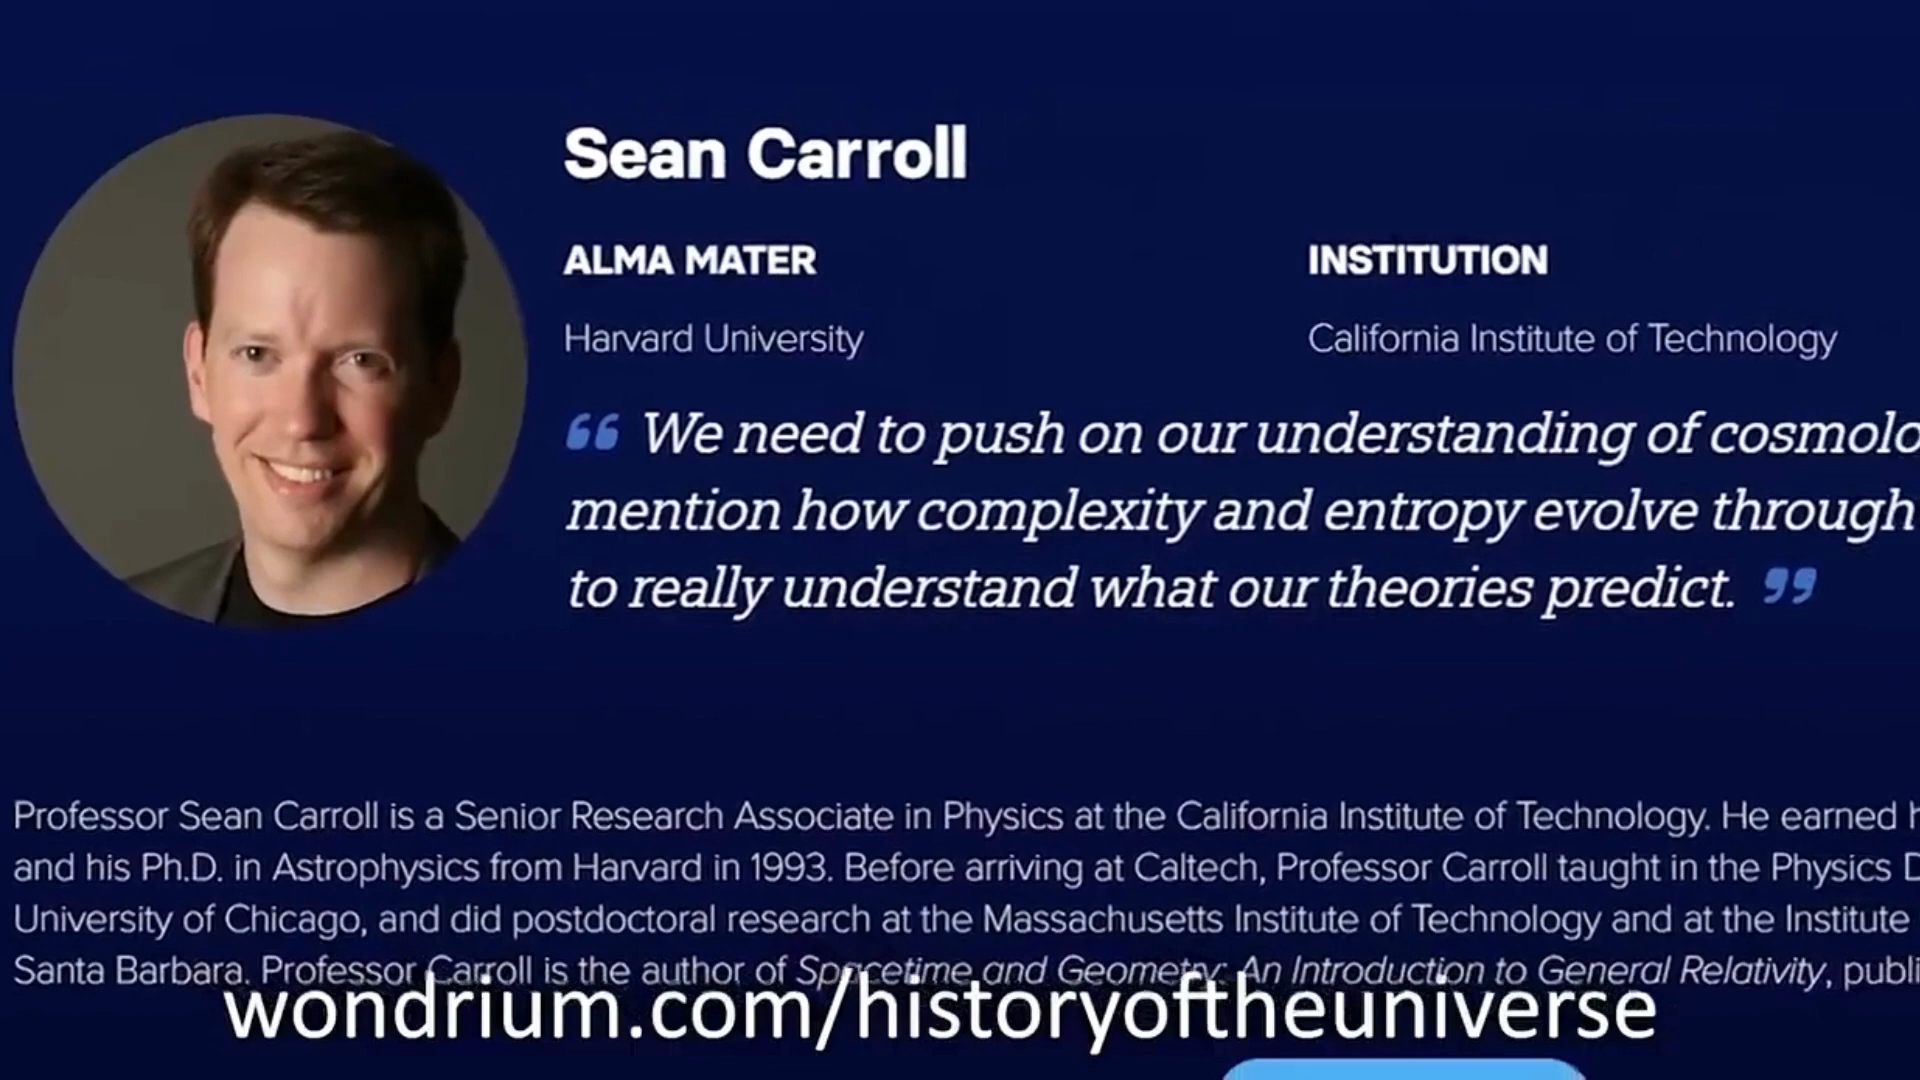 Sean Carroll
ALMA MATER
INSTITUTION
Harvard University
California Institute of Technology
“ We need to push on our understanding of
mention how complexity and entropy evolve through
to really understand what our theories predict. ”
Professor Sean Carroll is a Senior Research Associate in Physics at the California Institute of Technology. He earned
and his Ph.D. in Astrophysics from Harvard in 1993. Before arriving at Caltech, Professor Carroll taught in the Physics
University of Chicago, and did postdoctoral research at the Massachusetts Institute of Technology and at the Institute
Santa Barbara. Professor Carroll is the author of Spacetime and Geometry: An Introduction to General Relativity,
wondrium.com/historyoftheuniverse